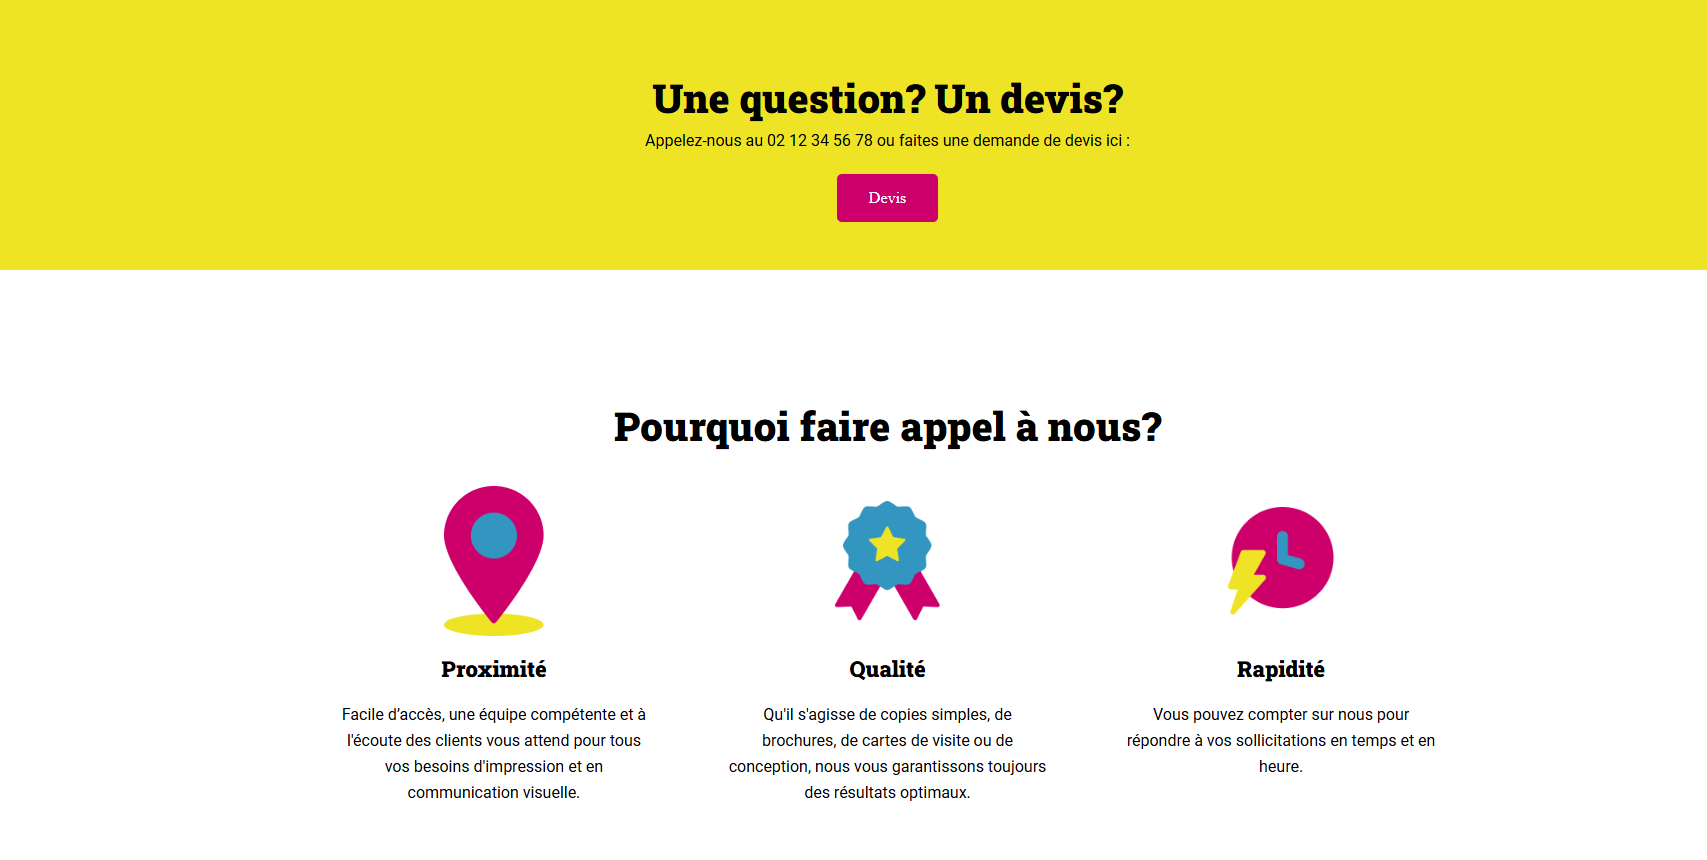 Une question? Un devis?
Appelez-nous au 02 12 34 56 78 ou faites une demande de devis ici :
Devis
Pourquoi faire appel à nous?
Proximité
Facile d’accès, une équipe compétente et à
l'écoute des clients vous attend pour tous
vos besoins d'impression et en
communication visuelle.
Qualité
Qu'il s'agisse de copies simples, de
brochures, de cartes de visite ou de
conception, nous vous garantissons toujours
des résultats optimaux.
Rapidité
Vous pouvez compter sur nous pour
répondre à vos sollicitations en temps et en
heure.